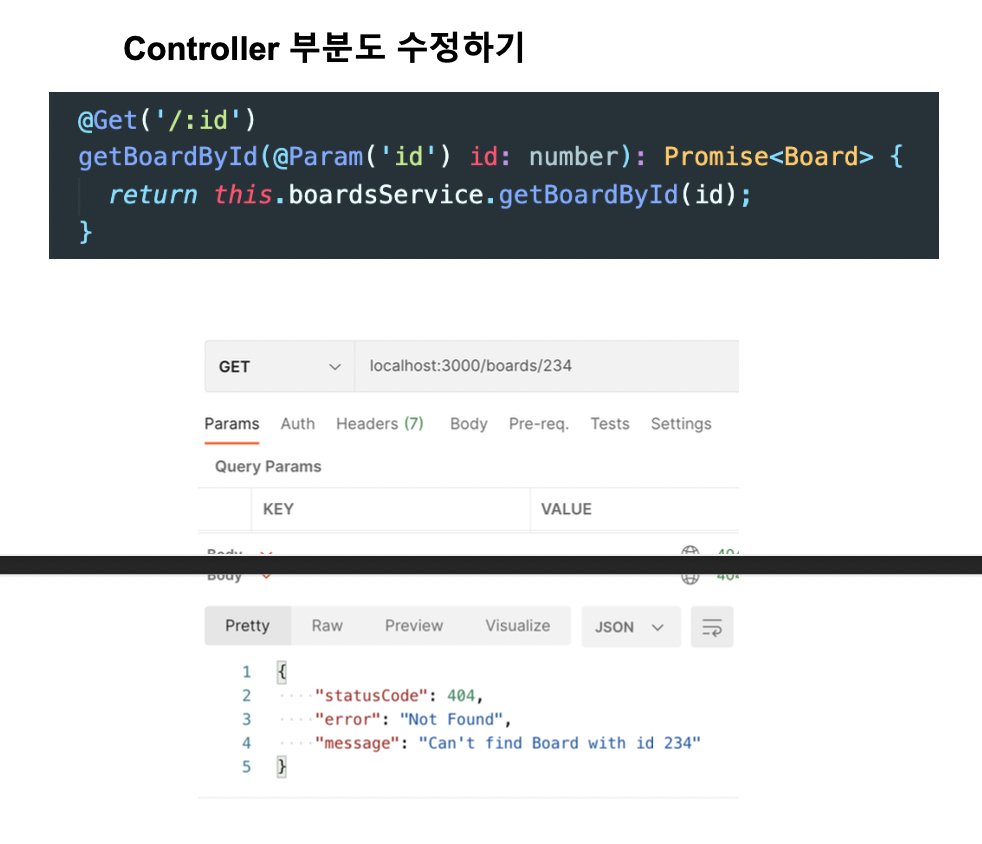 Controller 부분도 수정하기
@Get('/:id')
getBoardById(@Param('id') id: number): Promise<Board> {
  return this.boardsService.getBoardById(id);
}
GET localhost:3000/boards/234
Params Auth Headers (7) Body Pre-req. Tests Settings
Query Params
KEY VALUE
Body
Body
Pretty Raw Preview Visualize JSON
1 {
2 ····"statusCode": 404,
3 ····"error": "Not Found",
4 ····"message": "Can't find Board with id 234"
5 }